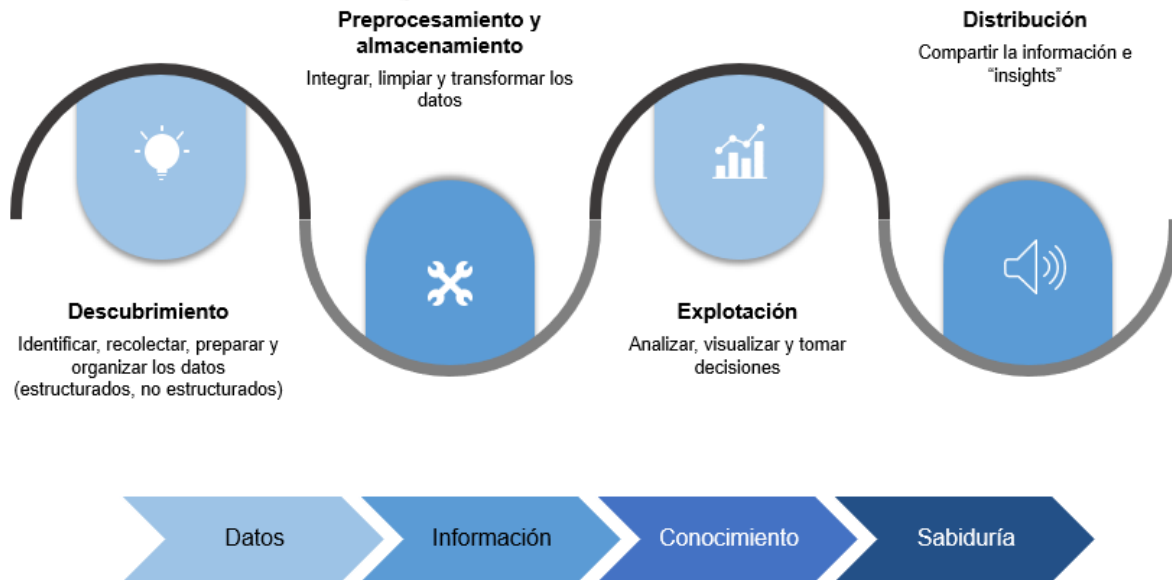 Preprocesamiento y
almacenamiento
Integrar, limpiar y transformar los
datos
Distribución
Compartir la información e
“insights”
Descubrimiento
Identificar, recolectar, preparar y
organizar los datos
(estructurados, no estructurados)
Explotación
Analizar, visualizar y tomar
decisiones
Datos
Información
Conocimiento
Sabiduría